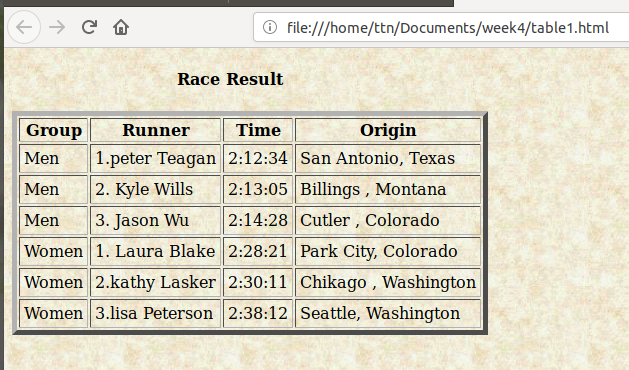 file:///home/ttn/Documents/week4/table1.html
Race Result
Group Runner Time Origin
Men 1.peter Teagan 2:12:34 San Antonio, Texas
Men 2. Kyle Wills 2:13:05 Billings , Montana
Men 3. Jason Wu 2:14:28 Cutler , Colorado
Women 1. Laura Blake 2:28:21 Park City, Colorado
Women 2.kathy Lasker 2:30:11 Chikago , Washington
Women 3.lisa Peterson 2:38:12 Seattle, Washington